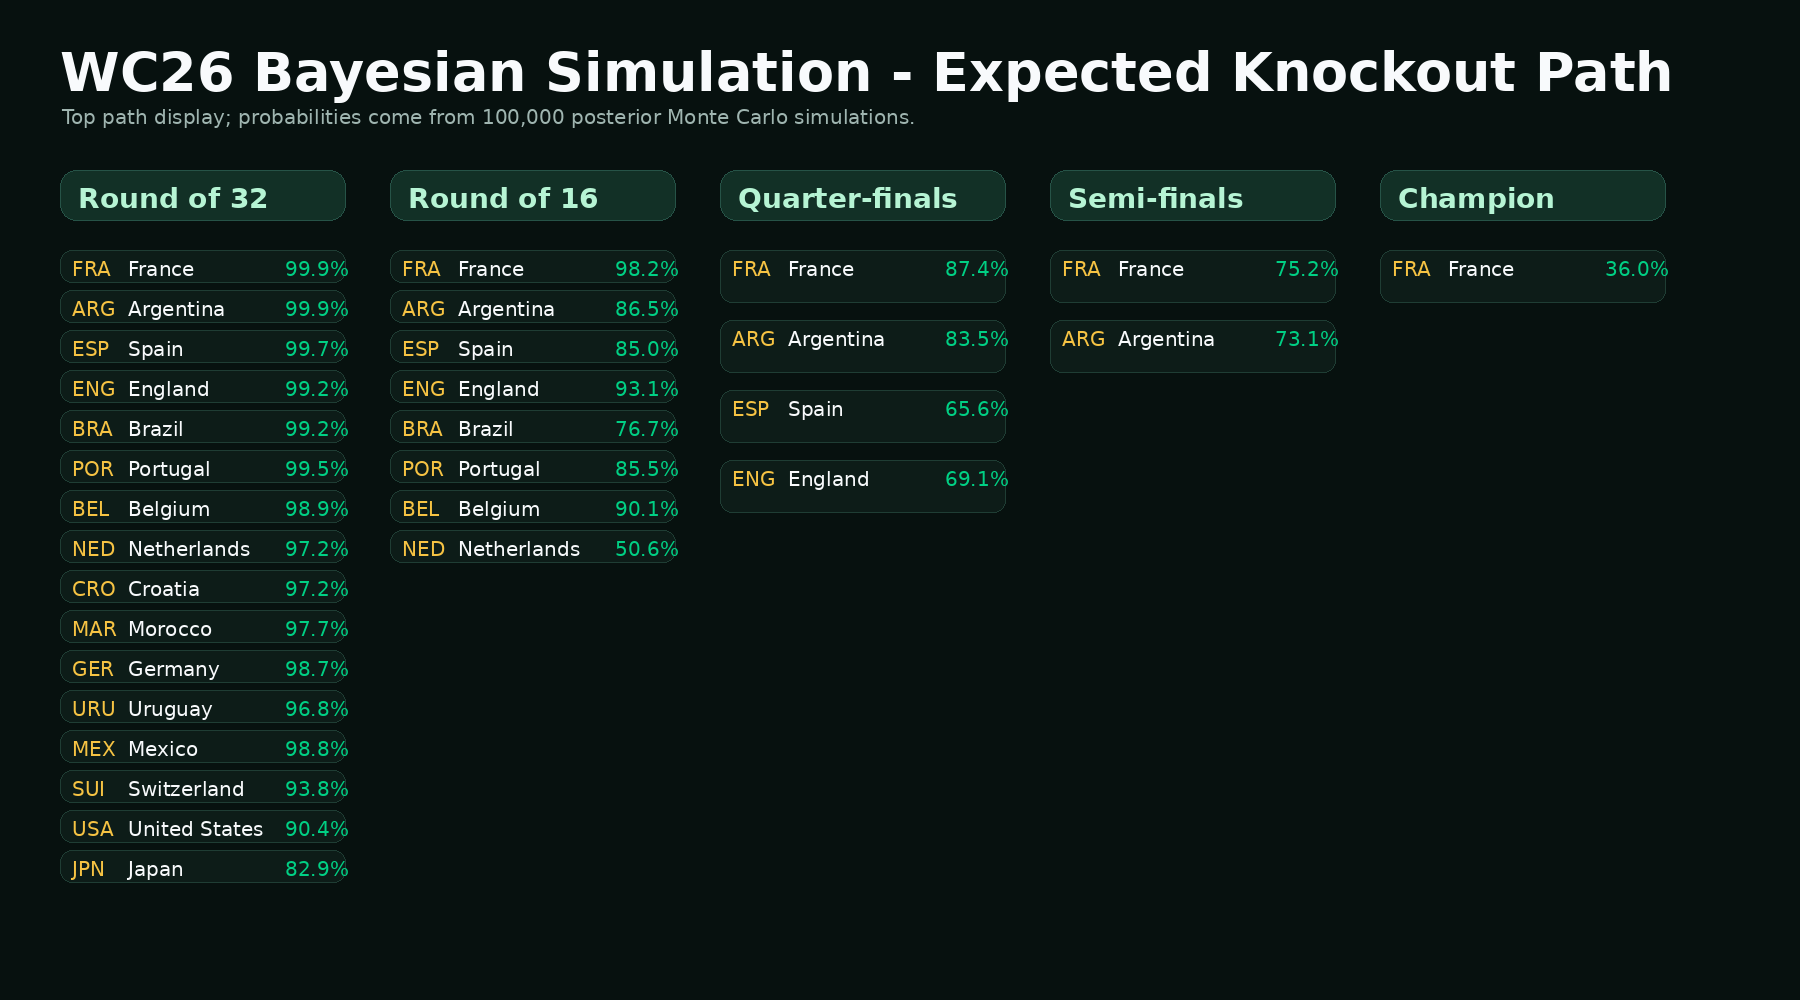 WC26 Bayesian Simulation - Expected Knockout Path
Top path display; probabilities come from 100,000 posterior Monte Carlo simulations.
Round of 32
FRA France 99.9%
ARG Argentina 99.9%
ESP Spain 99.7%
ENG England 99.2%
BRA Brazil 99.2%
POR Portugal 99.5%
BEL Belgium 98.9%
NED Netherlands 97.2%
CRO Croatia 97.2%
MAR Morocco 97.7%
GER Germany 98.7%
URU Uruguay 96.8%
MEX Mexico 98.8%
SUI Switzerland 93.8%
USA United States 90.4%
JPN Japan 82.9%
Round of 16
FRA France 98.2%
ARG Argentina 86.5%
ESP Spain 85.0%
ENG England 93.1%
BRA Brazil 76.7%
POR Portugal 85.5%
BEL Belgium 90.1%
NED Netherlands 50.6%
Quarter-finals
FRA France 87.4%
ARG Argentina 83.5%
ESP Spain 65.6%
ENG England 69.1%
Semi-finals
FRA France 75.2%
ARG Argentina 73.1%
Champion
FRA France 36.0%